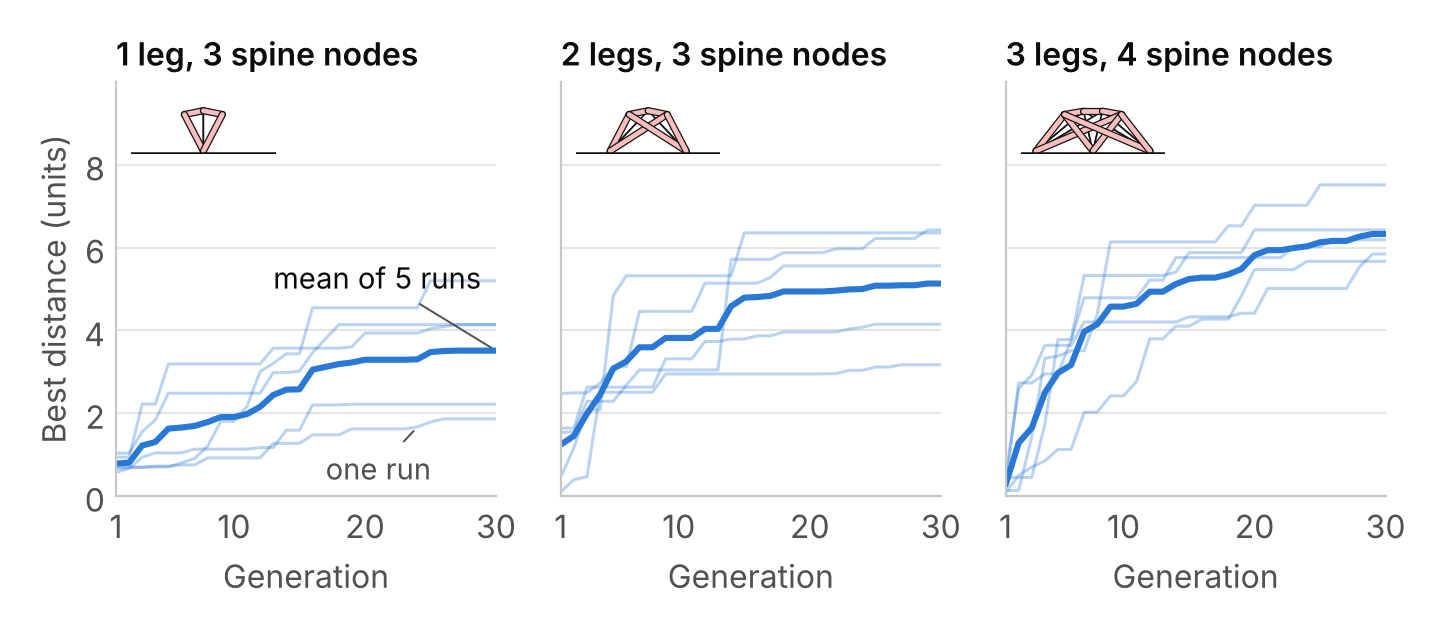 1 leg, 3 spine nodes
2 legs, 3 spine nodes
3 legs, 4 spine nodes
Best distance (units)
8
6
4
2
0
mean of 5 runs
one run
1 10 20 30
1 10 20 30
1 10 20 30
Generation
Generation
Generation